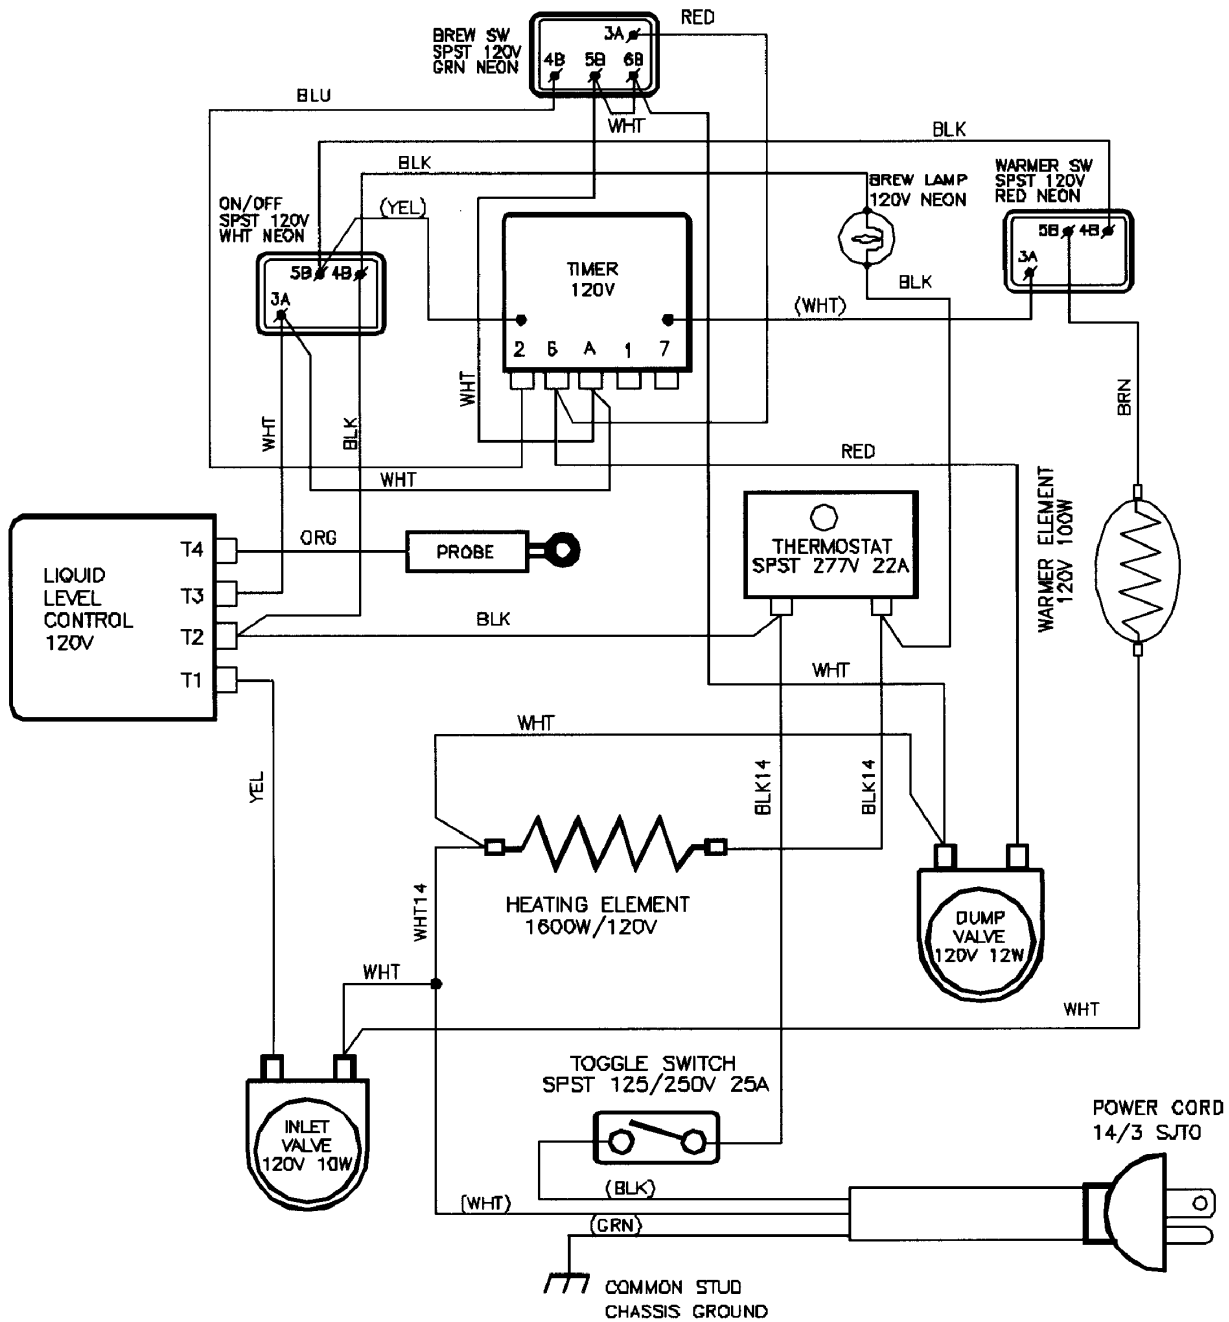 RED
BREW SW
SPST 120V
GRN NEON
3A
4B 5B 6B
BLU
WHT
BLK
BLK
ON/OFF
SPST 120V
WHT NEON
(YEL)
BREW LAMP
120V NEON
WARMER SW
SPST 120V
RED NEON
5B 4B
3A
5B 4B
3A
TIMER
120V
BLK
(WHT)
2 6 A 1 7
WHT
BRN
WHT
BLK
WHT
RED
WARMER ELEMENT
120V 100W
ORG
PROBE
THERMOSTAT
SPST 277V 22A
LIQUID
LEVEL
CONTROL
120V
T4
T3
T2
T1
BLK
WHT
WHT
YEL
BLK14
BLK14
HEATING ELEMENT
1600W/120V
WHT14
DUMP
VALVE
120V 12W
WHT
WHT
TOGGLE SWITCH
SPST 125/250V 25A
INLET
VALVE
120V 10W
POWER CORD
14/3 SJTO
(BLK)
(WHT)
(GRN)
COMMON STUD
CHASSIS GROUND